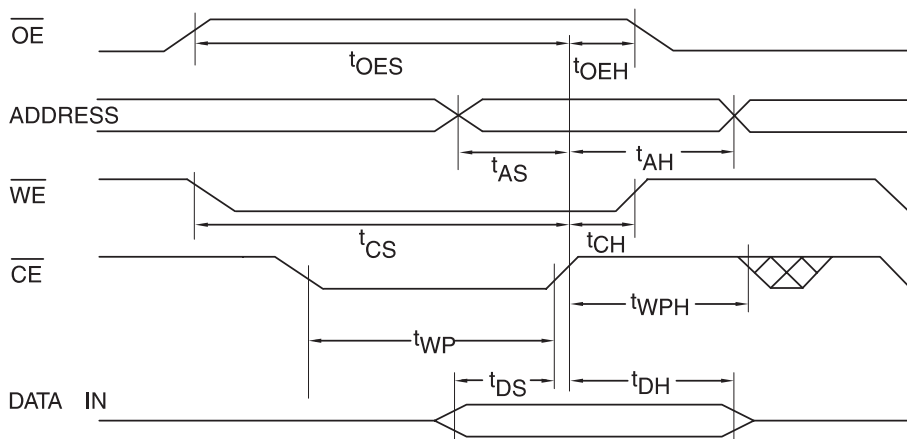 OE
tOES
tOEH
ADDRESS
tAS
tAH
WE
tCS
tCH
CE
tWPH
tWP
tDS
tDH
DATA IN